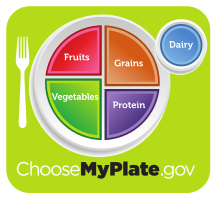 Dairy
Fruits
Grains
Vegetables
Protein
ChooseMyPlate.gov